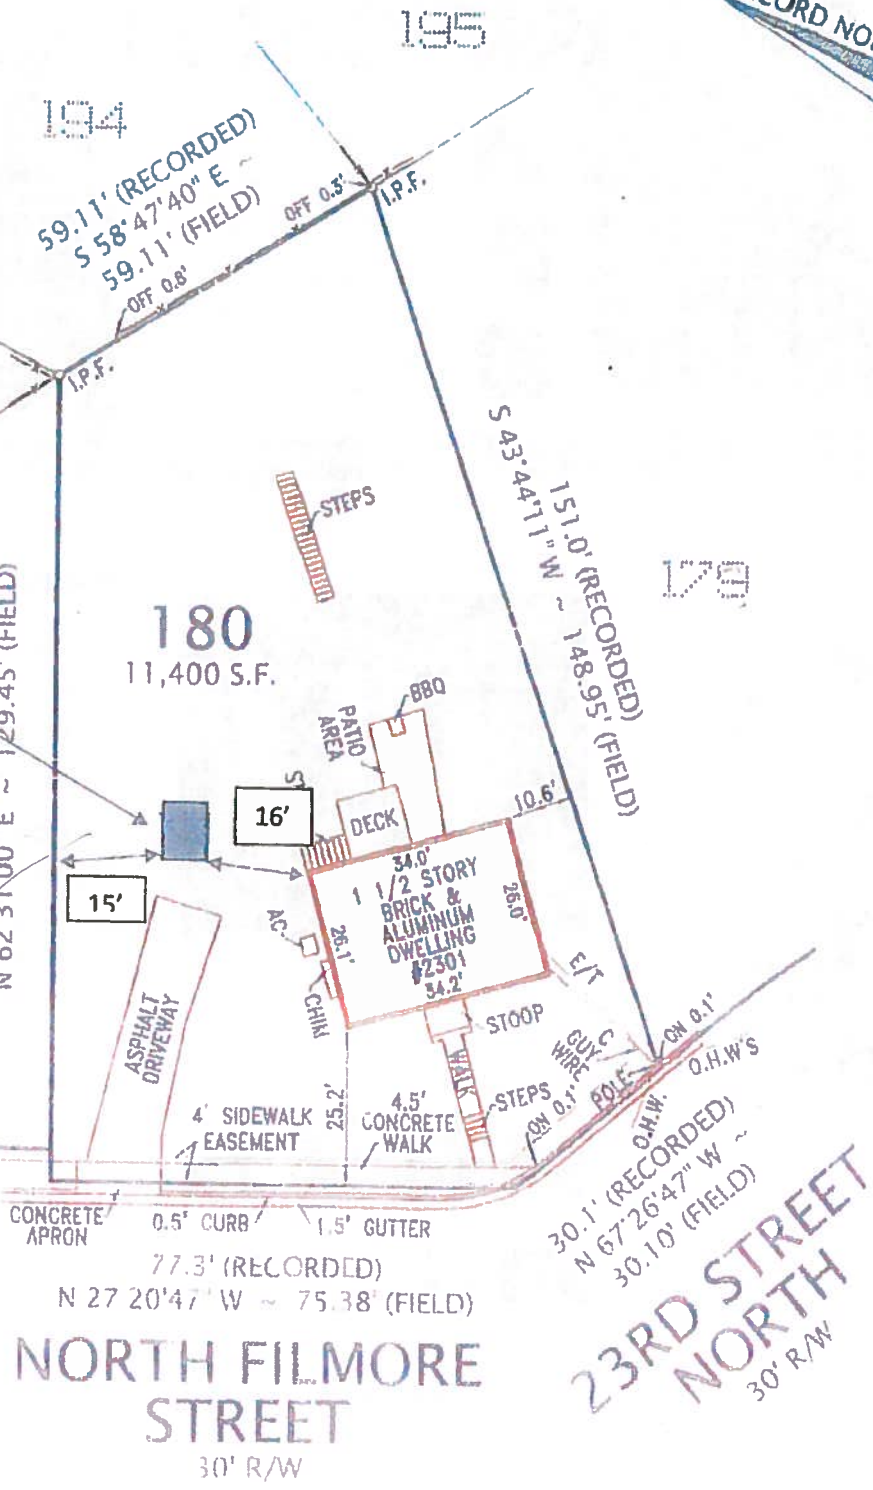 195
194
59.11' (RECORDED)
S 58°47'40" E ~
59.11' (FIELD)
OFF 0.3'
I.P.F.
OFF 0.8'
I.P.F.
STEPS
S 43°44'11" W ~ 148.95' (FIELD)
151.0' (RECORDED)
179
180
11,400 S.F.
BBQ
PATIO
AREA
DECK
10.6'
16'
15'
34.0'
1 1/2 STORY
BRICK &
ALUMINUM
DWELLING
#2301
34.2'
26.1'
26.0'
AC
CHIM
E/T
STOOP
WALK
STEPS
ASPHALT
DRIVEWAY
25.2'
C
GUY
WIRE
POLE
ON 0.1'
O.H.W'S
O.H.W.
ON 0.1'
4' SIDEWALK
EASEMENT
4.5'
CONCRETE
WALK
CONCRETE
APRON
0.5' CURB
1.5' GUTTER
30.1' (RECORDED)
N 67°26'47" W ~
30.10' (FIELD)
77.3' (RECORDED)
N 27 20'47" W ~ 75.38' (FIELD)
NORTH FILMORE
STREET
30' R/W
23RD STREET
NORTH
30' R/W